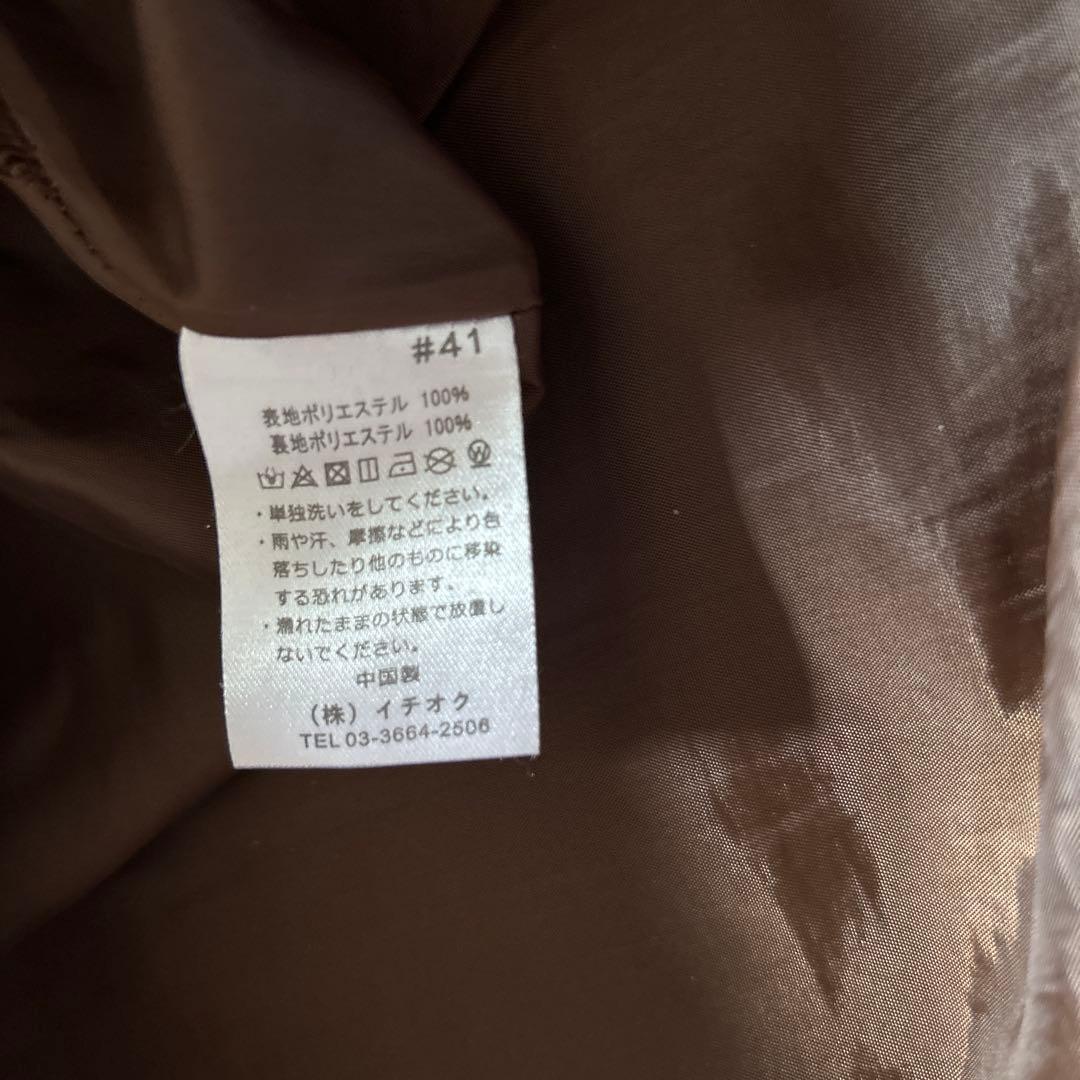 #41
表地ポリエステル 100%
裏地ポリエステル 100%
・単独洗いをしてください。
・雨や汗、摩擦などにより色
落ちしたり他のものに移染
する恐れがあります。
・濡れたままの状態で放置し
ないでください。
中国製
（株）イチオク
TEL 03-3664-2506